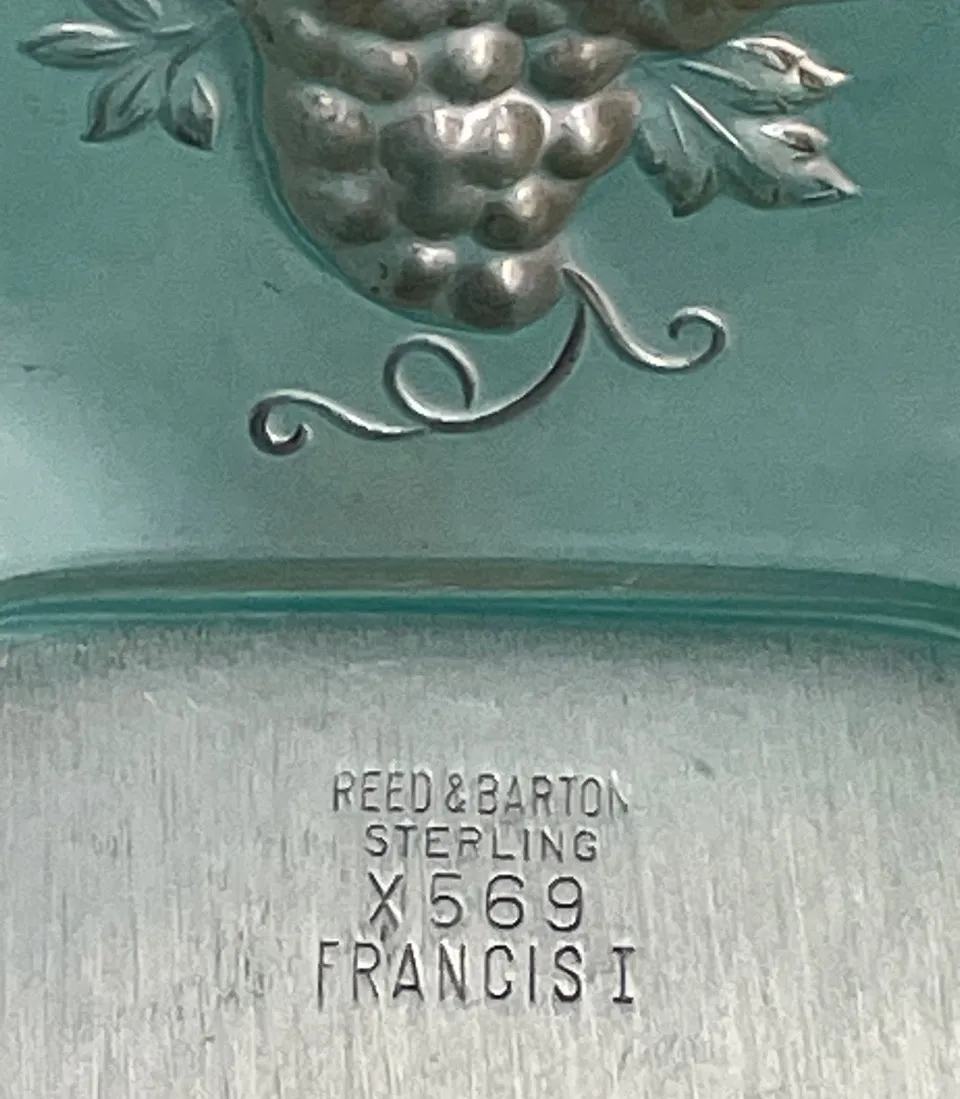 REED & BARTON
STERLING
X569
FRANCIS I